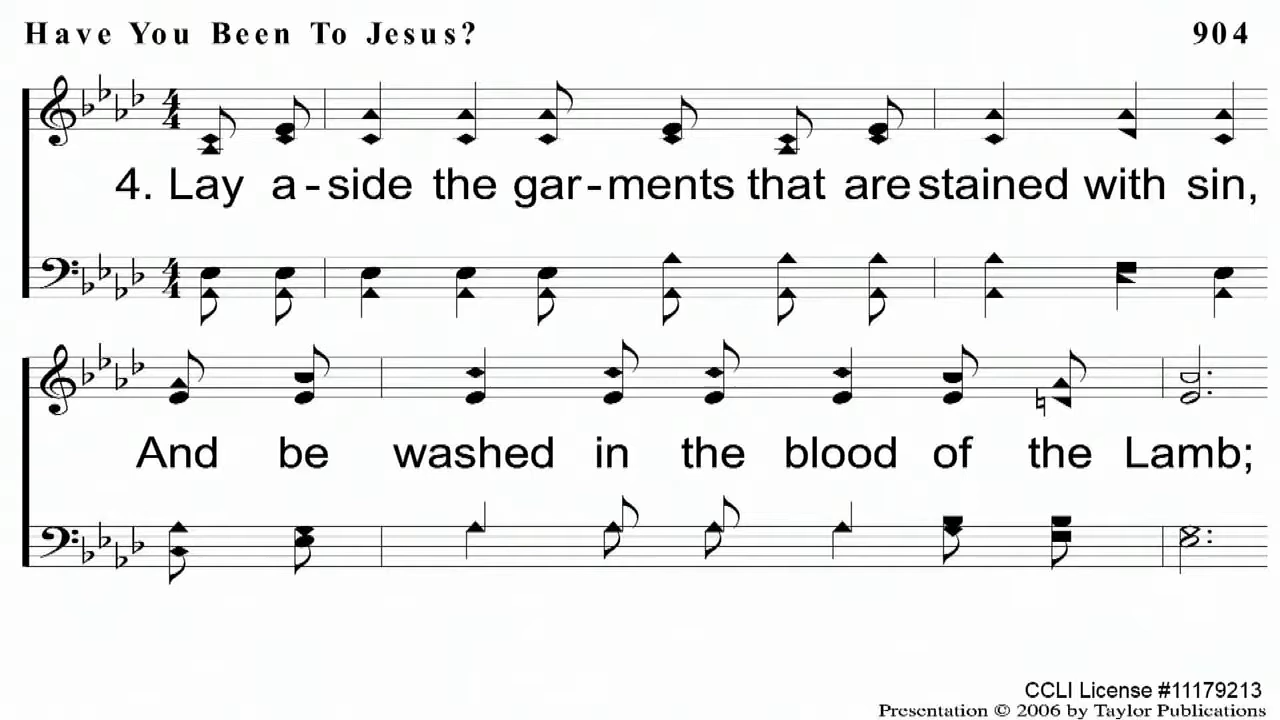 Have You Been To Jesus? 904
4. Lay a-side the gar-ments that are stained with sin,
And be washed in the blood of the Lamb;
CCLI License #11179213
Presentation © 2006 by Taylor Publications